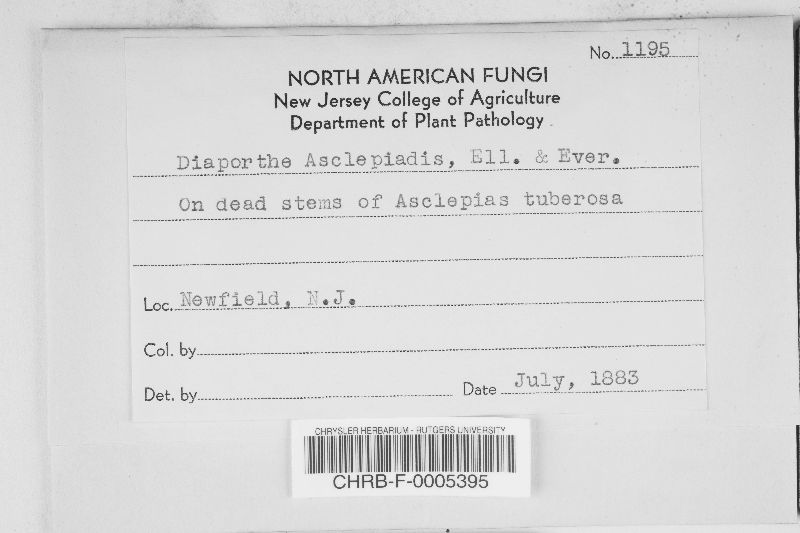 No. 1195
NORTH AMERICAN FUNGI
New Jersey College of Agriculture
Department of Plant Pathology
Diaporthe Asclepiadis, Ell. & Ever.
On dead stems of Asclepias tuberosa
Loc. Newfield, N.J.
Col. by
Det. by Date July, 1883
CHRYSLER HERBARIUM - RUTGERS UNIVERSITY
CHRB-F-0005395